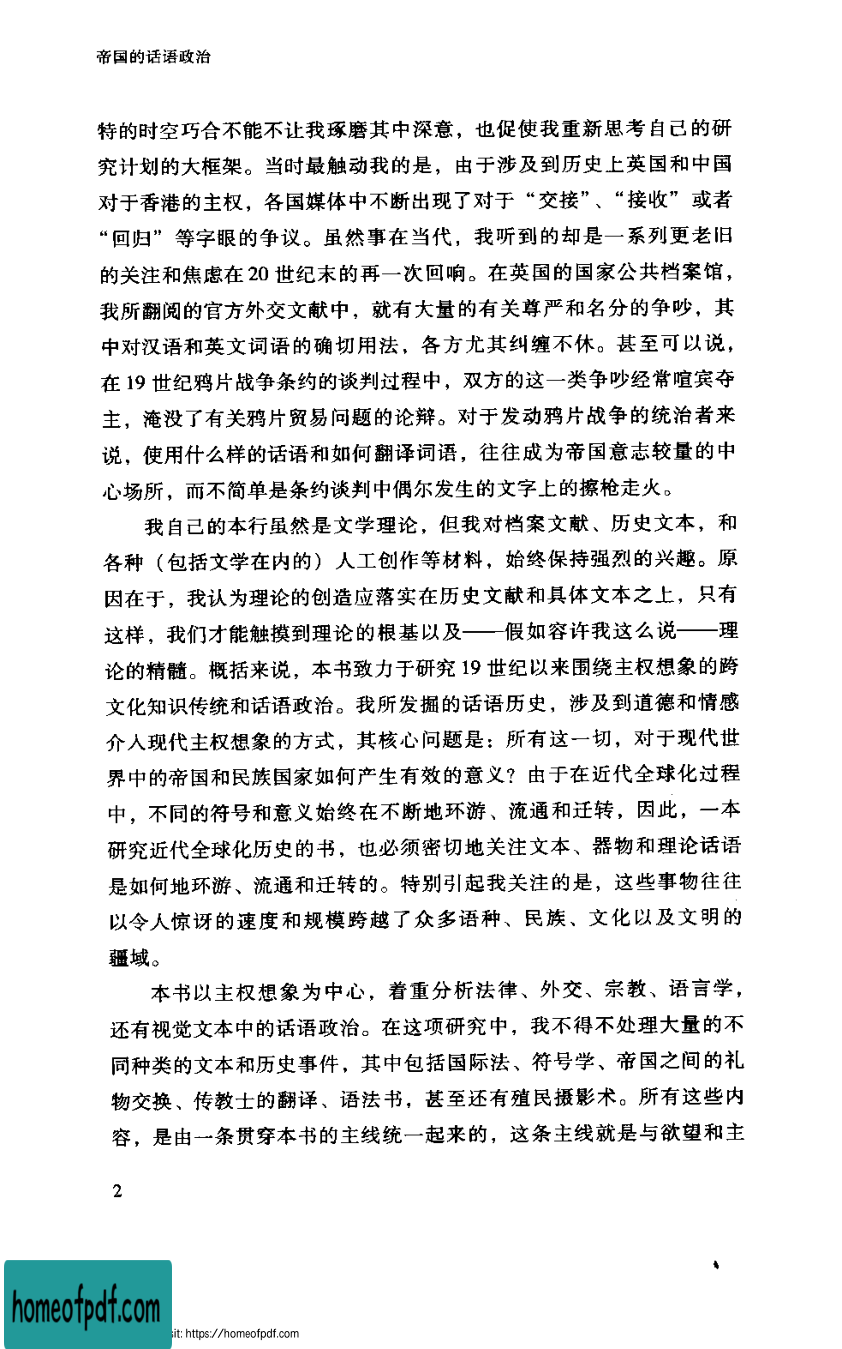 帝国的话语政治
特的时空巧合不能不让我琢磨其中深意，也促使我重新思考自己的研
究计划的大框架。当时最触动我的是，由于涉及到历史上英国和中国
对于香港的主权，各国媒体中不断出现了对于“交接”、“接收”或者
“回归”等字眼的争议。虽然事在当代，我听到的却是一系列更老旧
的关注和焦虑在20世纪末的再一次回响。在英国的国家公共档案馆，
我所翻阅的官方外交文献中，就有大量的有关尊严和名分的争吵，其
中对汉语和英文词语的确切用法，各方尤其纠缠不休。甚至可以说，
在19世纪鸦片战争条约的谈判过程中，双方的这一类争吵经常喧宾夺
主，淹没了有关鸦片贸易问题的论辩。对于发动鸦片战争的统治者来
说，使用什么样的话语和如何翻译词语，往往成为帝国意志较量的中
心场所，而不简单是条约谈判中偶尔发生的文字上的擦枪走火。
我自己的本行虽然是文学理论，但我对档案文献、历史文本，和
各种（包括文学在内的）人工创作等材料，始终保持强烈的兴趣。原
因在于，我认为理论的创造应落实在历史文献和具体文本之上，只有
这样，我们才能触摸到理论的根基以及——假如容许我这么说——理
论的精髓。概括来说，本书致力于研究19世纪以来围绕主权想象的跨
文化知识传统和话语政治。我所发掘的话语历史，涉及到道德和情感
介入现代主权想象的方式，其核心问题是：所有这一切，对于现代世
界中的帝国和民族国家如何产生有效的意义？由于在近代全球化过程
中，不同的符号和意义始终在不断地环游、流通和迁转，因此，一本
研究近代全球化历史的书，也必须密切地关注文本、器物和理论话语
是如何地环游、流通和迁转的。特别引起我关注的是，这些事物往往
以令人惊讶的速度和规模跨越了众多语种、民族、文化以及文明的
疆域。
本书以主权想象为中心，着重分析法律、外交、宗教、语言学，
还有视觉文本中的话语政治。在这项研究中，我不得不处理大量的不
同种类的文本和历史事件，其中包括国际法、符号学、帝国之间的礼
物交换、传教士的翻译、语法书，甚至还有殖民摄影术。所有这些内
容，是由一条贯穿本书的主线统一起来的，这条主线就是与欲望和主
2
homeofpdf.com
sit: https://homeofpdf.com